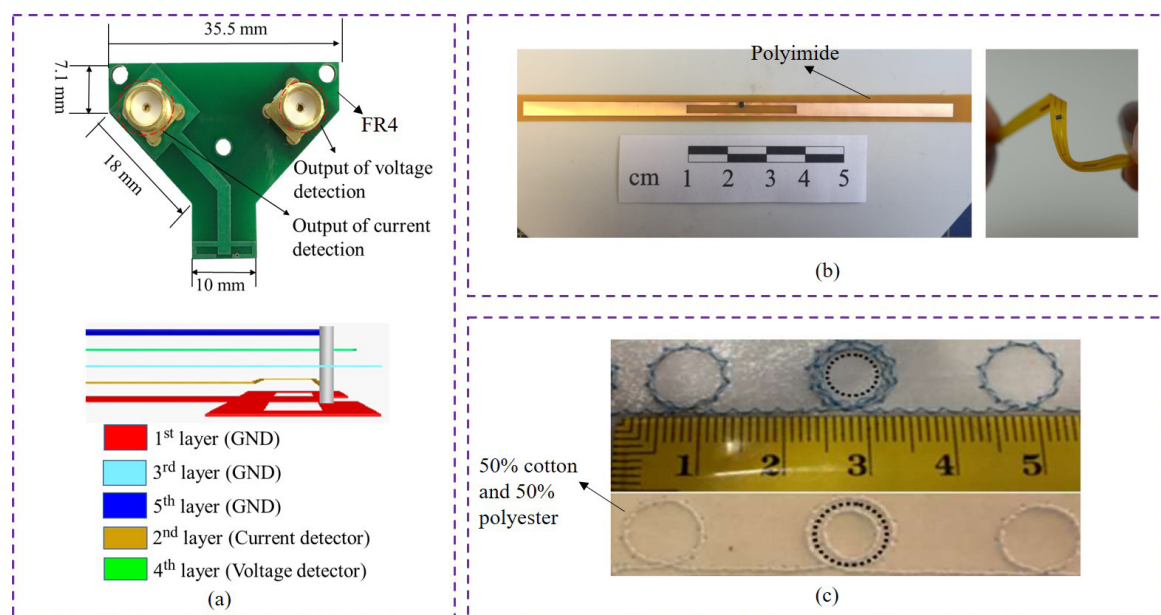 35.5 mm
7.1 mm
18 mm
FR4
Output of voltage
detection
Output of current
detection
10 mm
1st layer (GND)
3rd layer (GND)
5th layer (GND)
2nd layer (Current detector)
4th layer (Voltage detector)
(a)
Polyimide
cm 1 2 3 4 5
(b)
1 2 3 4 5
50% cotton
and 50%
polyester
(c)